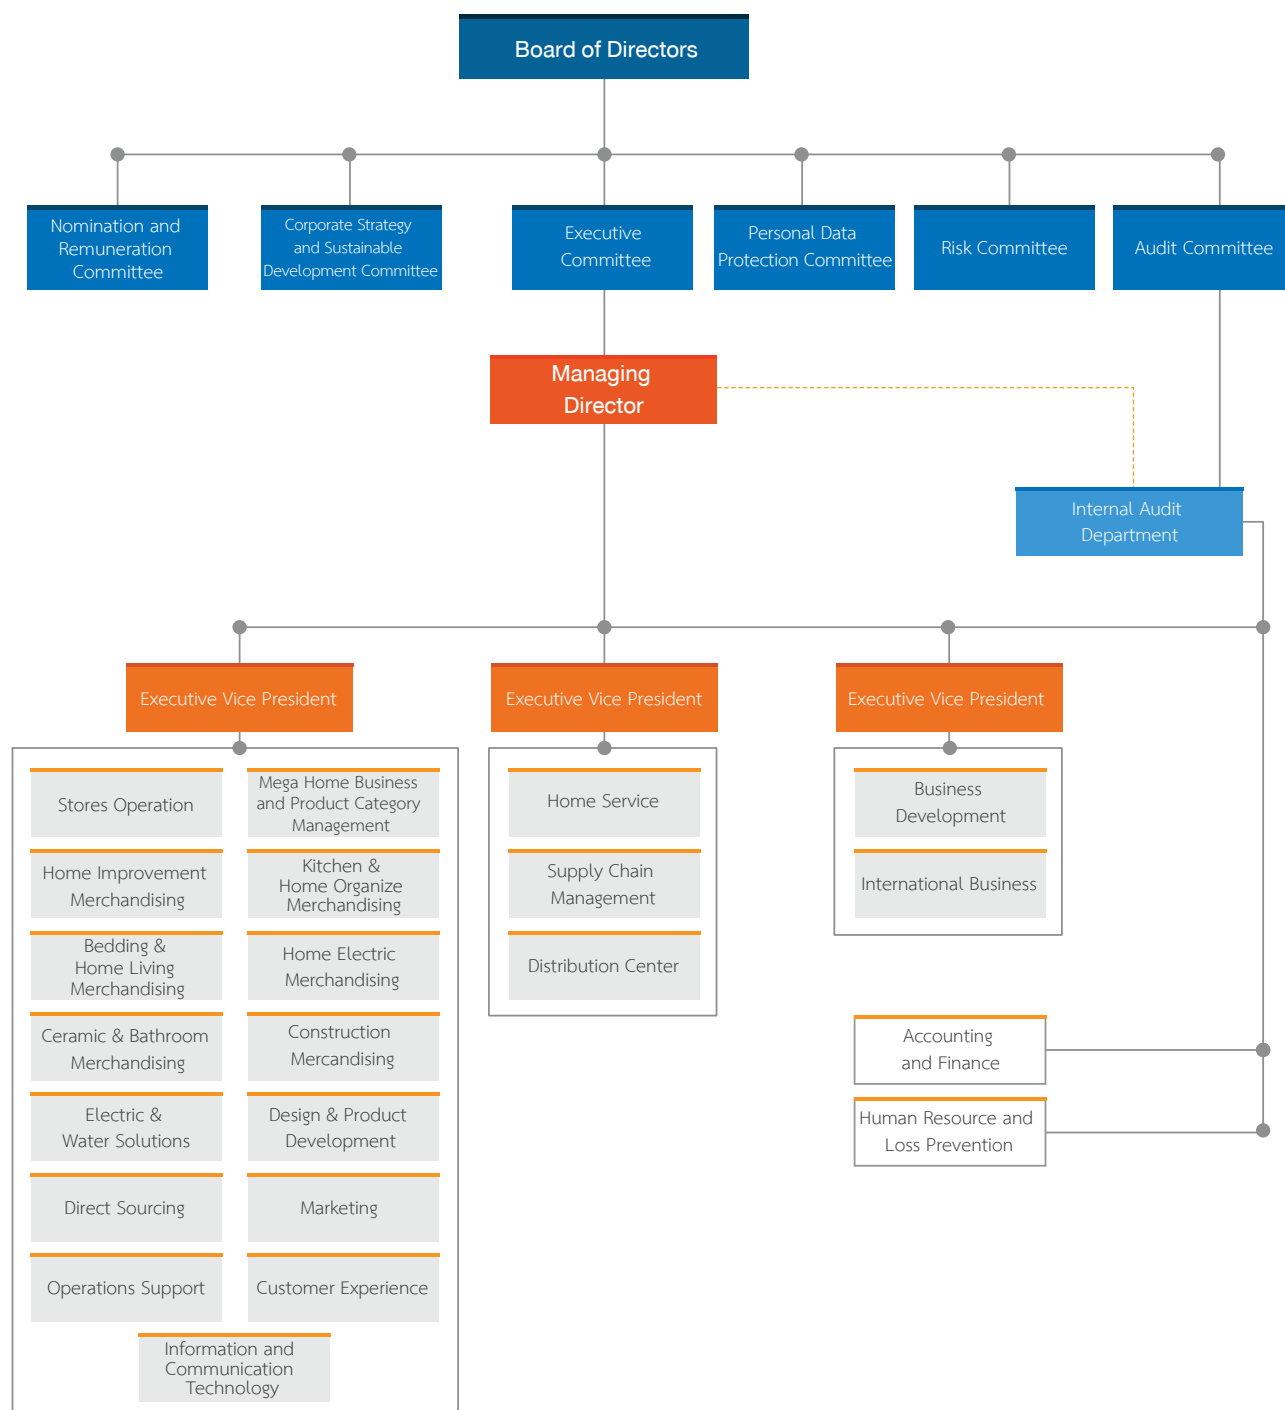 Board of Directors
Nomination and
Remuneration
Committee
Corporate Strategy
and Sustainable
Development Committee
Executive
Committee
Personal Data
Protection Committee
Risk Committee
Audit Committee
Managing
Director
Internal Audit
Department
Executive Vice President
Executive Vice President
Executive Vice President
Stores Operation
Mega Home Business
and Product Category
Management
Home Improvement
Merchandising
Kitchen &
Home Organize
Merchandising
Bedding &
Home Living
Merchandising
Home Electric
Merchandising
Ceramic & Bathroom
Merchandising
Construction
Mercandising
Electric &
Water Solutions
Design & Product
Development
Direct Sourcing
Marketing
Operations Support
Customer Experience
Information and
Communication
Technology
Home Service
Supply Chain
Management
Distribution Center
Business
Development
International Business
Accounting
and Finance
Human Resource and
Loss Prevention